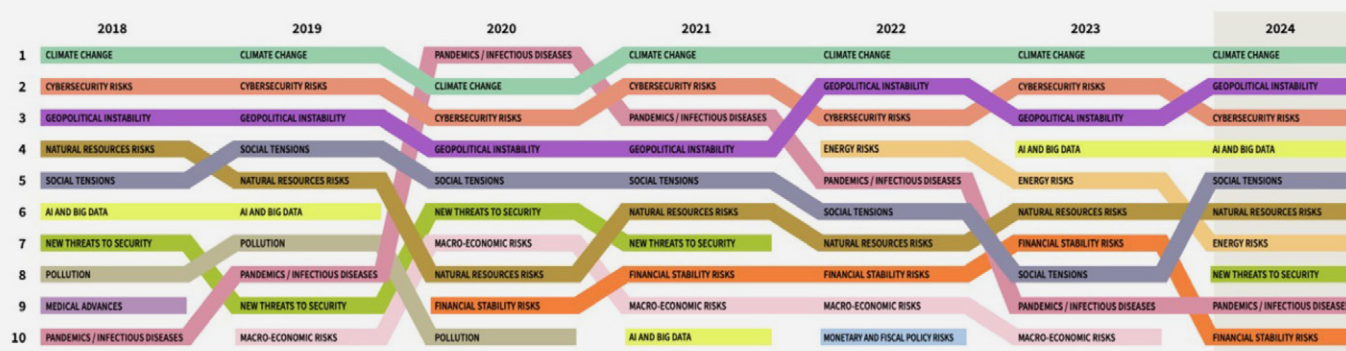 2018 2019 2020 2021 2022 2023 2024
1 CLIMATE CHANGE CLIMATE CHANGE PANDEMICS / INFECTIOUS DISEASES CLIMATE CHANGE CLIMATE CHANGE CLIMATE CHANGE CLIMATE CHANGE
2 CYBERSECURITY RISKS CYBERSECURITY RISKS CLIMATE CHANGE CYBERSECURITY RISKS GEOPOLITICAL INSTABILITY CYBERSECURITY RISKS GEOPOLITICAL INSTABILITY
3 GEOPOLITICAL INSTABILITY GEOPOLITICAL INSTABILITY CYBERSECURITY RISKS PANDEMICS / INFECTIOUS DISEASES CYBERSECURITY RISKS GEOPOLITICAL INSTABILITY CYBERSECURITY RISKS
4 NATURAL RESOURCES RISKS SOCIAL TENSIONS GEOPOLITICAL INSTABILITY GEOPOLITICAL INSTABILITY ENERGY RISKS AI AND BIG DATA AI AND BIG DATA
5 SOCIAL TENSIONS NATURAL RESOURCES RISKS SOCIAL TENSIONS SOCIAL TENSIONS PANDEMICS / INFECTIOUS DISEASES ENERGY RISKS SOCIAL TENSIONS
6 AI AND BIG DATA AI AND BIG DATA NEW THREATS TO SECURITY NATURAL RESOURCES RISKS SOCIAL TENSIONS NATURAL RESOURCES RISKS NATURAL RESOURCES RISKS
7 NEW THREATS TO SECURITY POLLUTION MACRO-ECONOMIC RISKS NEW THREATS TO SECURITY NATURAL RESOURCES RISKS FINANCIAL STABILITY RISKS ENERGY RISKS
8 POLLUTION PANDEMICS / INFECTIOUS DISEASES NATURAL RESOURCES RISKS FINANCIAL STABILITY RISKS FINANCIAL STABILITY RISKS SOCIAL TENSIONS NEW THREATS TO SECURITY
9 MEDICAL ADVANCES NEW THREATS TO SECURITY FINANCIAL STABILITY RISKS MACRO-ECONOMIC RISKS MACRO-ECONOMIC RISKS PANDEMICS / INFECTIOUS DISEASES PANDEMICS / INFECTIOUS DISEASES
10 PANDEMICS / INFECTIOUS DISEASES MACRO-ECONOMIC RISKS POLLUTION AI AND BIG DATA MONETARY AND FISCAL POLICY RISKS MACRO-ECONOMIC RISKS FINANCIAL STABILITY RISKS